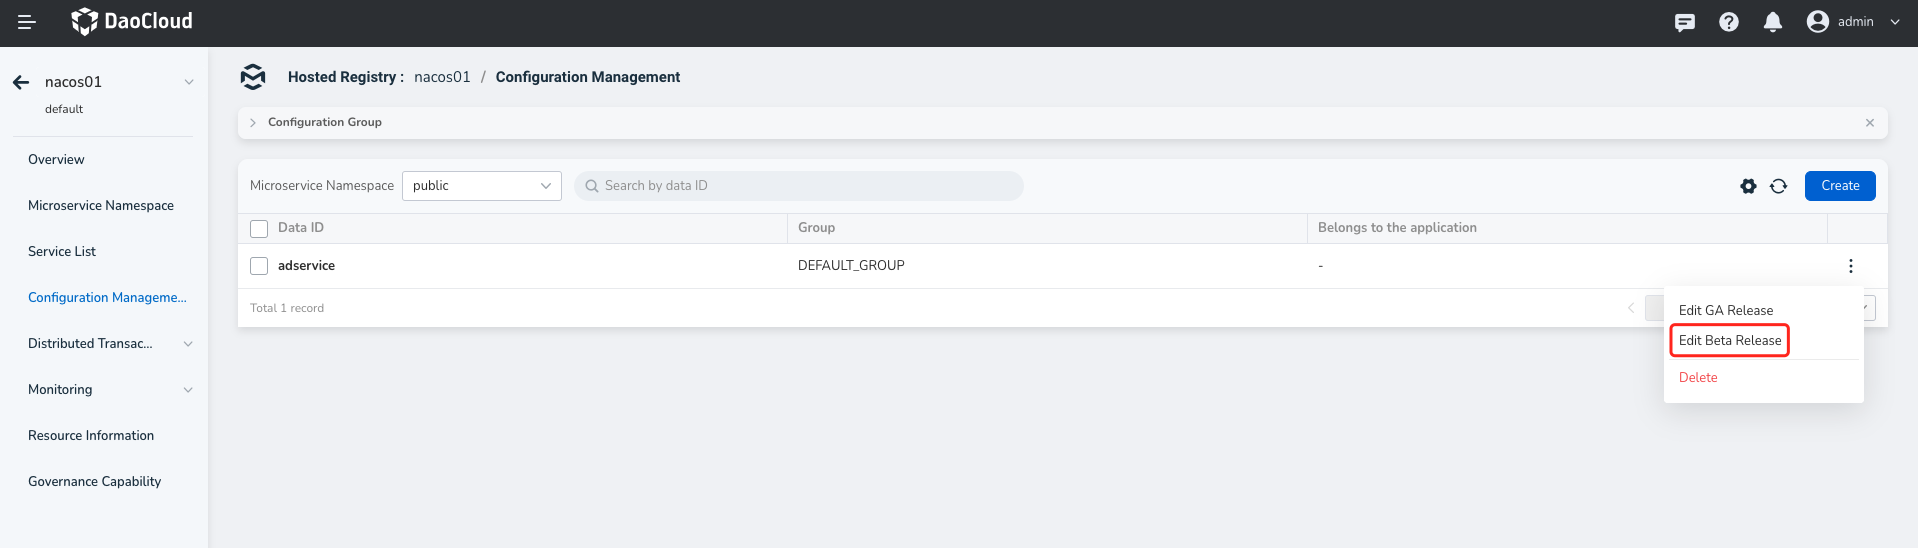 DaoCloud
admin
nacos01
default
Overview
Microservice Namespace
Service List
Configuration Manageme...
Distributed Transac...
Monitoring
Resource Information
Governance Capability
Hosted Registry : nacos01 / Configuration Management
Configuration Group
Microservice Namespace public Search by data ID Create
Data ID Group Belongs to the application
adservice DEFAULT_GROUP -
Total 1 record
Edit GA Release
Edit Beta Release
Delete